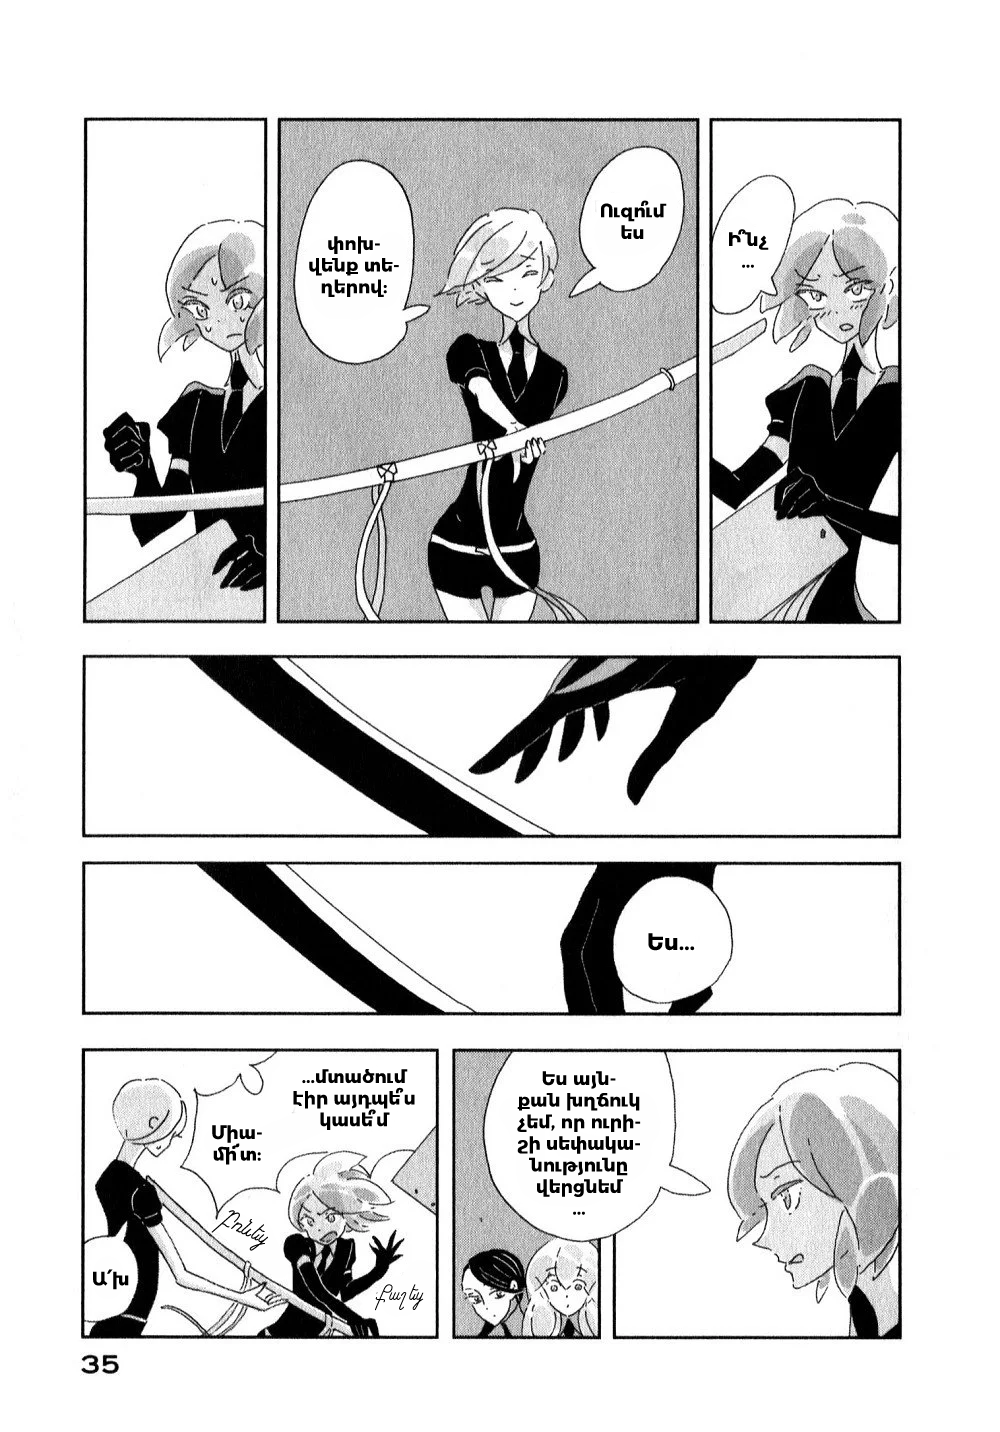 Ի՞նչ
...
Ուզո՞ւմ
ես
փոխ-
վենք տե-
ղերով:
Ես...
Ես այն-
քան խղճուկ
չեմ, որ ուրի-
շի սեփակա-
նությունը
վերցնեմ
...
...մտածում
էիր այդպե՞ս
կասե՞մ
Միա-
մի՛տ:
Ա՛խ
35